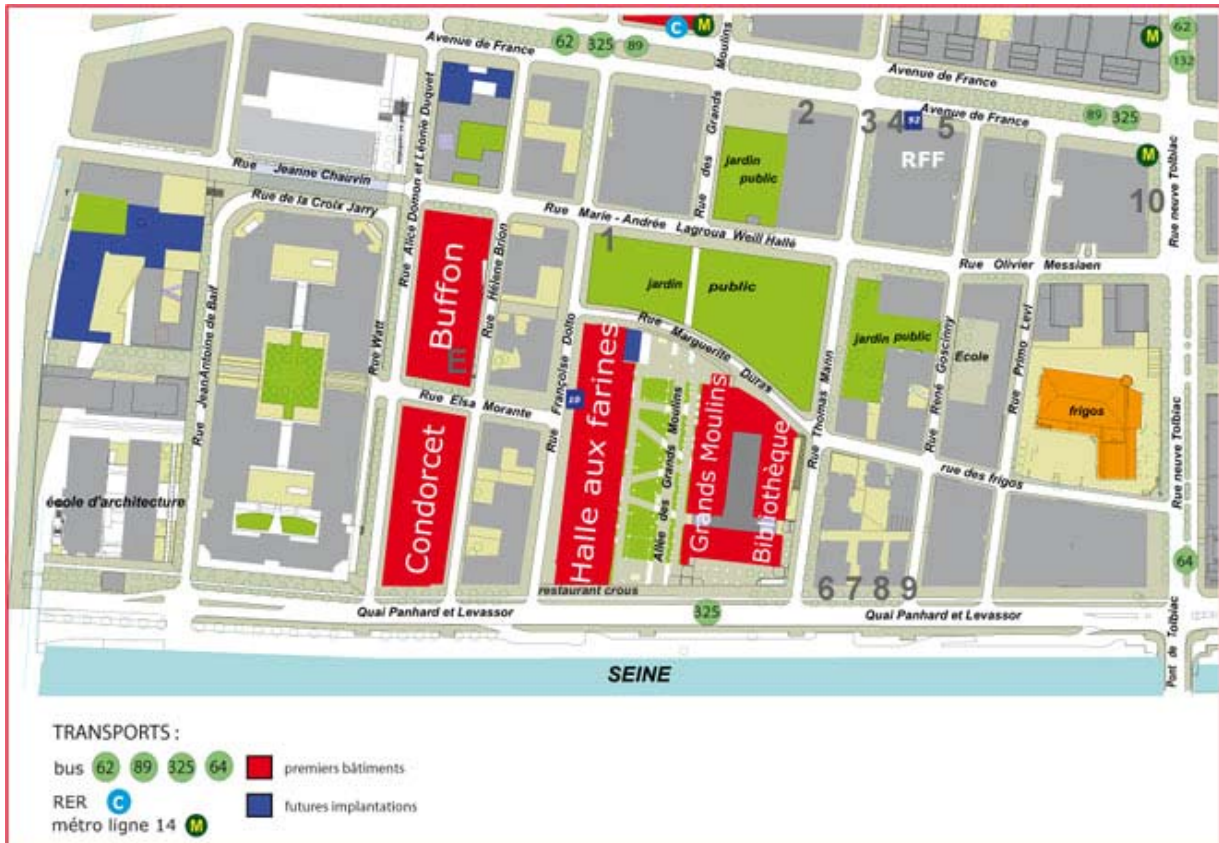 Avenue de France
62 325 89
C M
Rue des Grands Moulins
Avenue de France
M
62
132
Avenue de France
89 325
M
2
3
4
5
RFF
10
Rue neuve Tolbiac
jardin public
Rue Jeanne Chauvin
Rue de la Croix Jarry
Rue Alice Domon et Léonie Duquet
Rue Marie - Andrée Lagroua Weill Hallé
Rue Olivier Messiaen
1
jardin public
Buffon
E
Rue Hélène Brion
Rue Watt
Rue JeanAntoine de Baïf
Rue Françoise Dolto
Rue Marguerite Duras
Rue Thomas Mann
jardin public
Rue René Goscinny
Ecole
Rue Primo Levi
frigos
Rue Elsa Morante
Condorcet
Halle aux farines
Allée des Grands Moulins
Grands Moulins
Bibliothèque
rue des frigos
Rue neuve Tolbiac
école d'architecture
64
restaurant crous
6
7
8
9
Quai Panhard et Levassor
325
Quai Panhard et Levassor
Pont de Tolbiac
SEINE
TRANSPORTS :
bus 62 89 325 64
premiers bâtiments
RER C
futures implantations
métro ligne 14 M